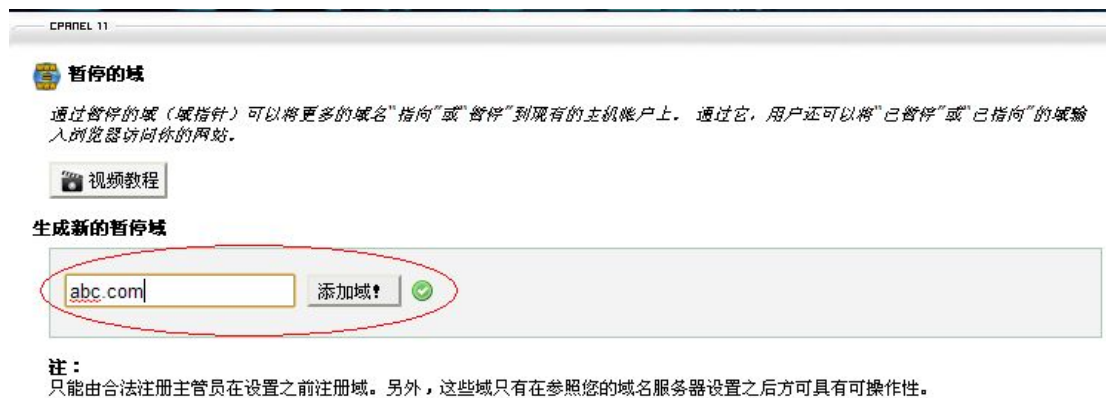 CPANEL 11
暂停的域
通过暂停的域（域指针）可以将更多的域名"指向"或"暂停"到现有的主机账户上。 通过它，用户还可以将"已暂停"或"已指向"的域输
入浏览器访问你的网站。
视频教程
生成新的暂停域
abc.com 添加域!
注：
只能由合法注册主管员在设置之前注册域。另外，这些域只有在参照您的域名服务器设置之后方可具有可操作性。